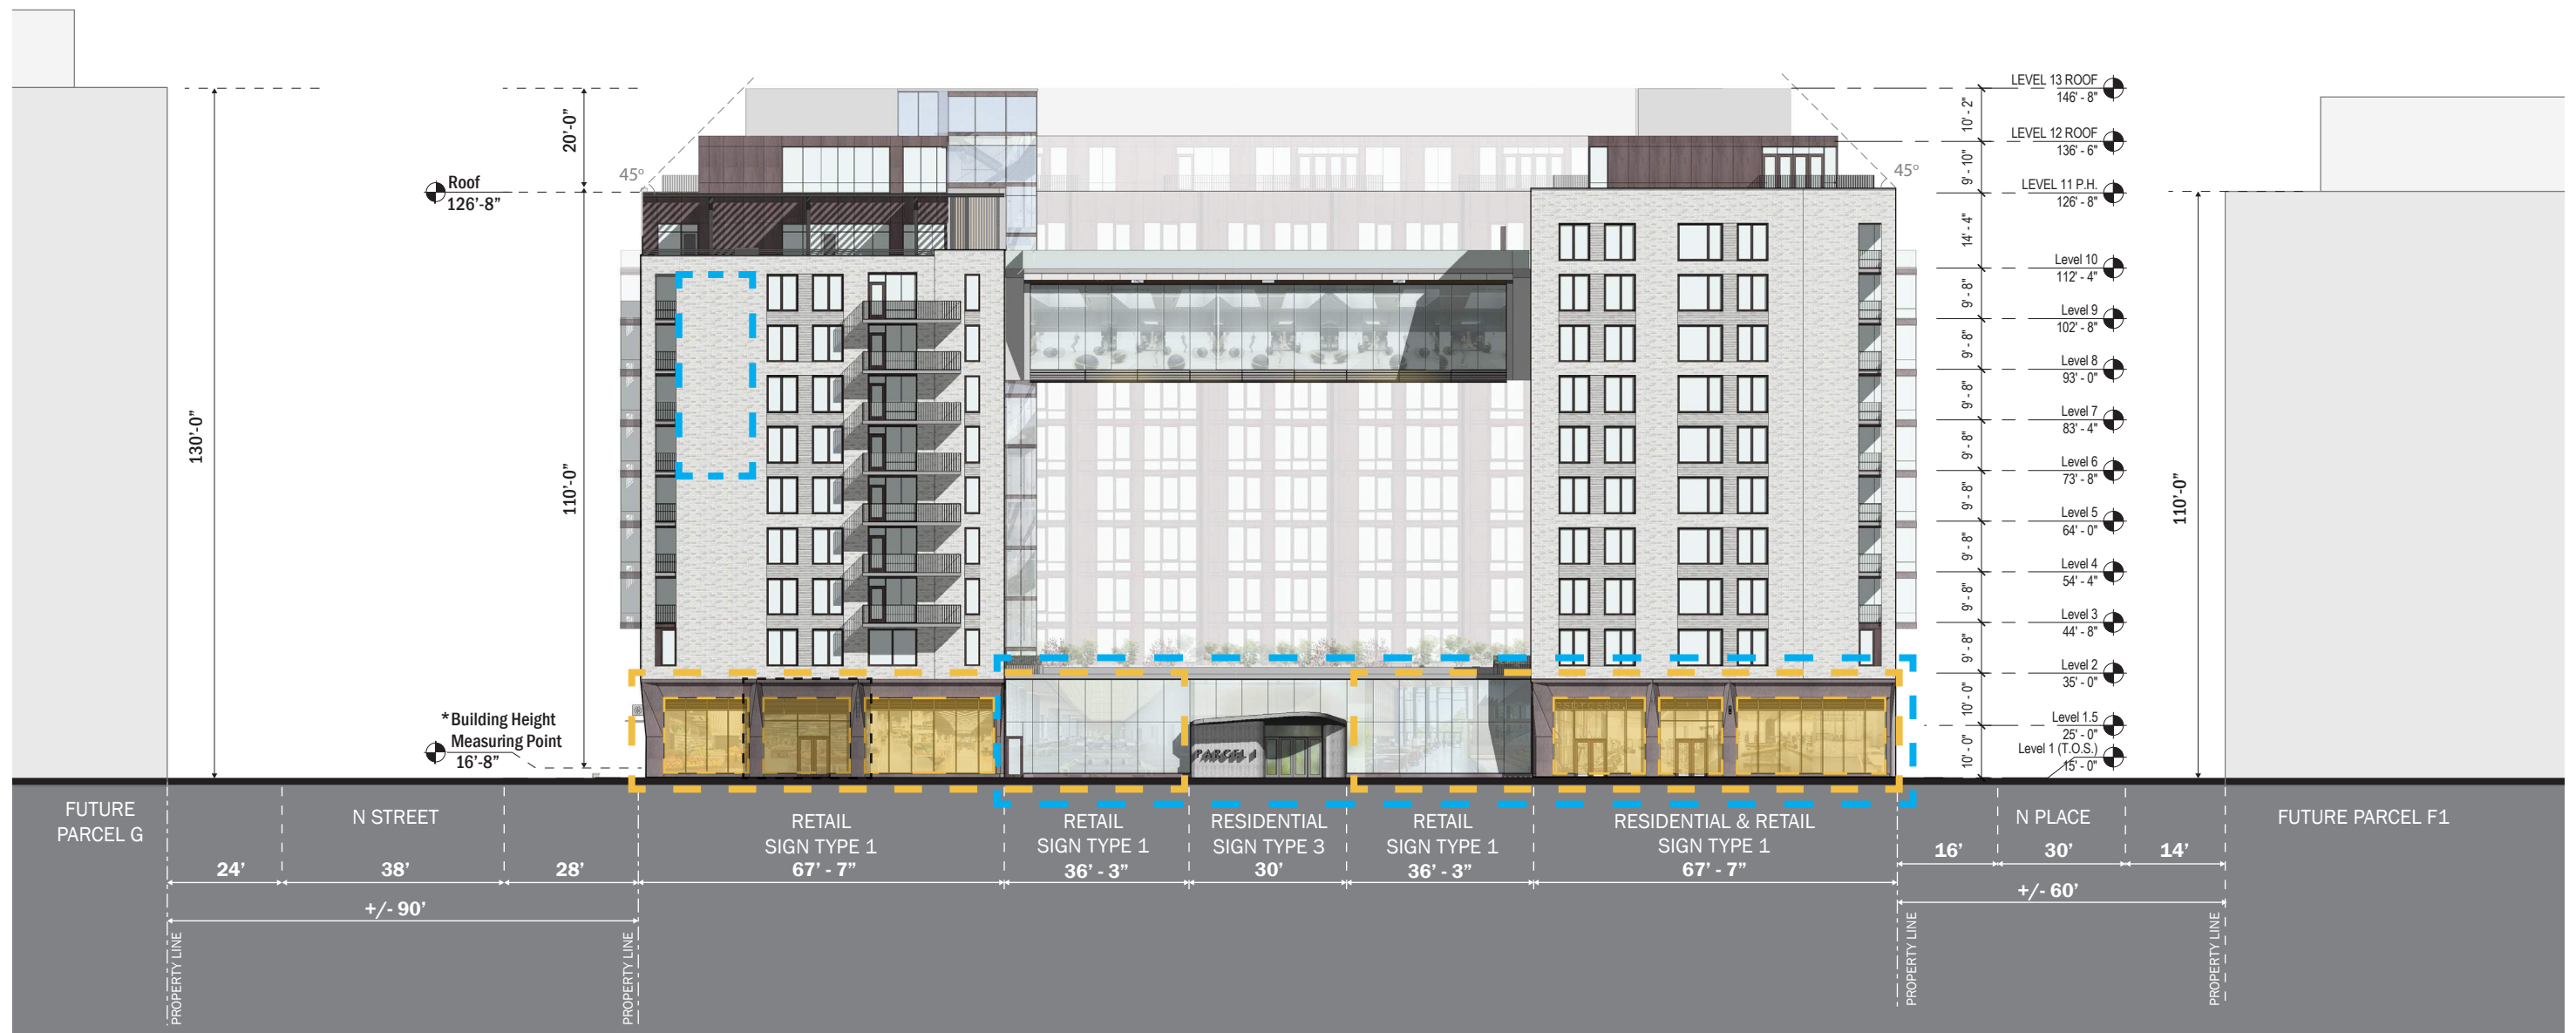 LEVEL 13 ROOF
146' - 8"
10' - 2"
20'-0"
LEVEL 12 ROOF
136' - 6"
9' - 10"
45°
45°
Roof
126'-8"
LEVEL 11 P.H.
126' - 8"
14' - 4"
Level 10
112' - 4"
9' - 8"
Level 9
102' - 8"
9' - 8"
Level 8
93' - 0"
9' - 8"
Level 7
83' - 4"
9' - 8"
Level 6
73' - 8"
9' - 8"
Level 5
64' - 0"
9' - 8"
Level 4
54' - 4"
9' - 8"
Level 3
44' - 8"
9' - 8"
Level 2
35' - 0"
10' - 0"
Level 1.5
25' - 0"
10' - 0"
Level 1 (T.O.S.)
15' - 0"
130'-0"
110'-0"
110'-0"
*Building Height
Measuring Point
16'-8"
PARCEL
FUTURE
PARCEL G
N STREET
RETAIL
SIGN TYPE 1
67' - 7"
RETAIL
SIGN TYPE 1
36' - 3"
RESIDENTIAL
SIGN TYPE 3
30'
RETAIL
SIGN TYPE 1
36' - 3"
RESIDENTIAL & RETAIL
SIGN TYPE 1
67' - 7"
N PLACE
FUTURE PARCEL F1
24'
38'
28'
16'
30'
14'
+/- 90'
+/- 60'
PROPERTY LINE
PROPERTY LINE
PROPERTY LINE
PROPERTY LINE